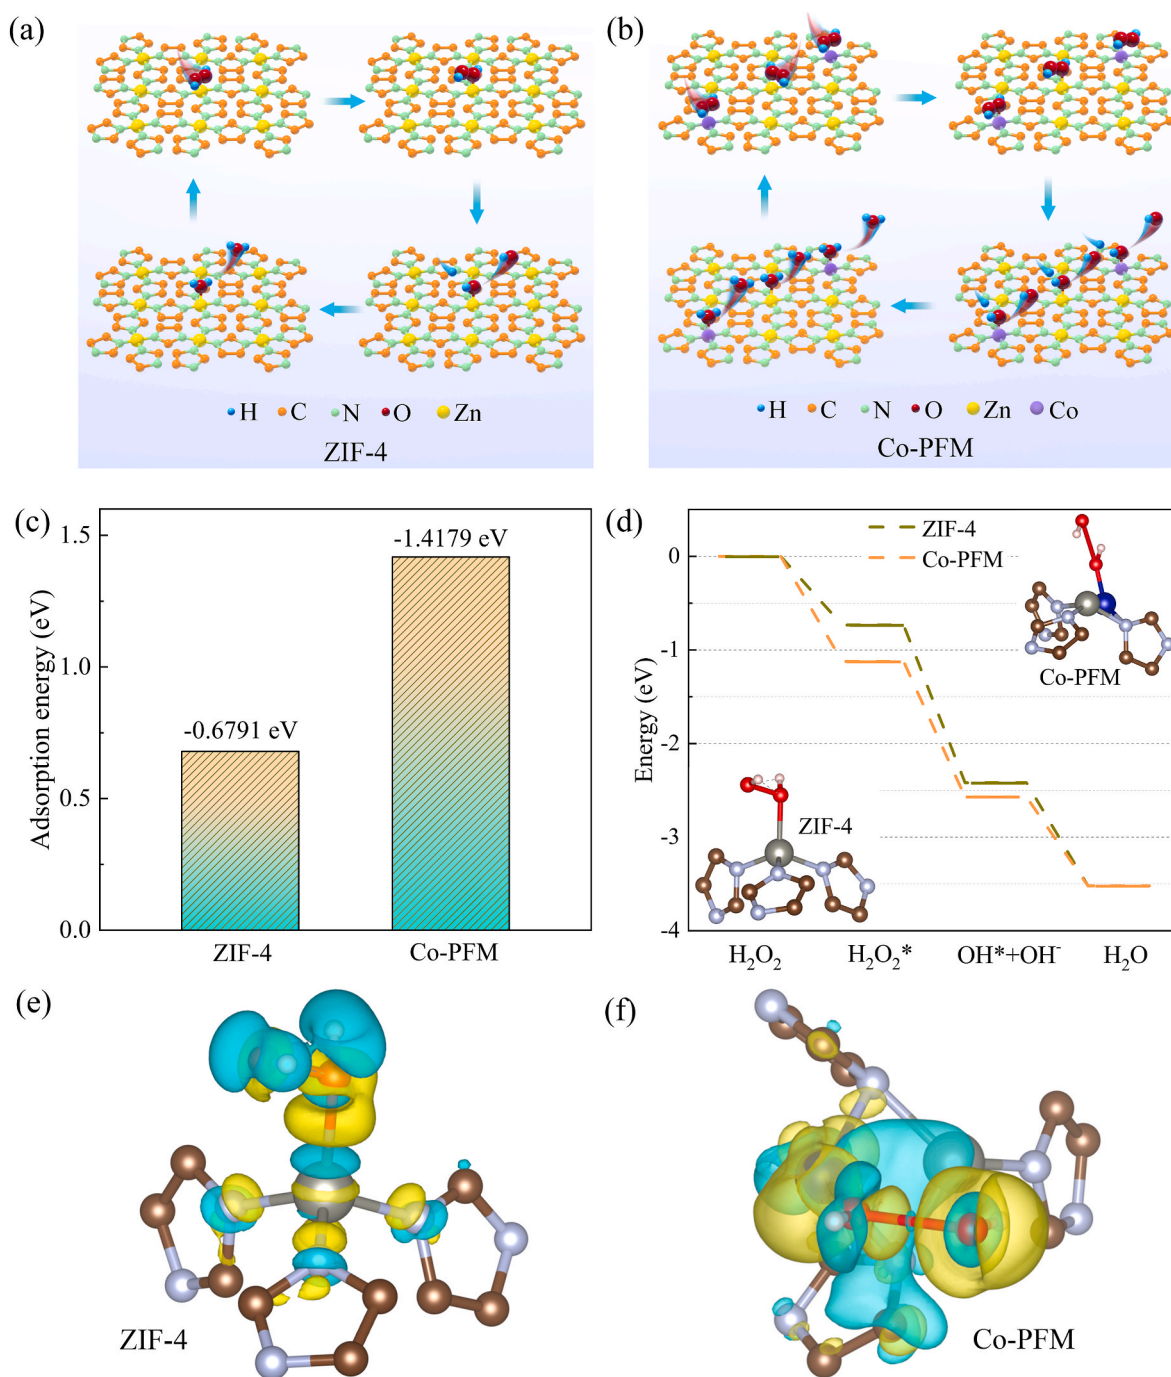 (a)
(b)
H C N O Zn
ZIF-4
H C N O Zn Co
Co-PFM
(c)
Adsorption energy (eV)
1.5
1.0
0.5
0.0
-0.6791 eV
-1.4179 eV
ZIF-4
Co-PFM
(d)
Energy (eV)
0
-1
-2
-3
-4
ZIF-4
Co-PFM
Co-PFM
ZIF-4
H₂O₂
H₂O₂*
OH*+OH⁻
H₂O
(e)
ZIF-4
(f)
Co-PFM